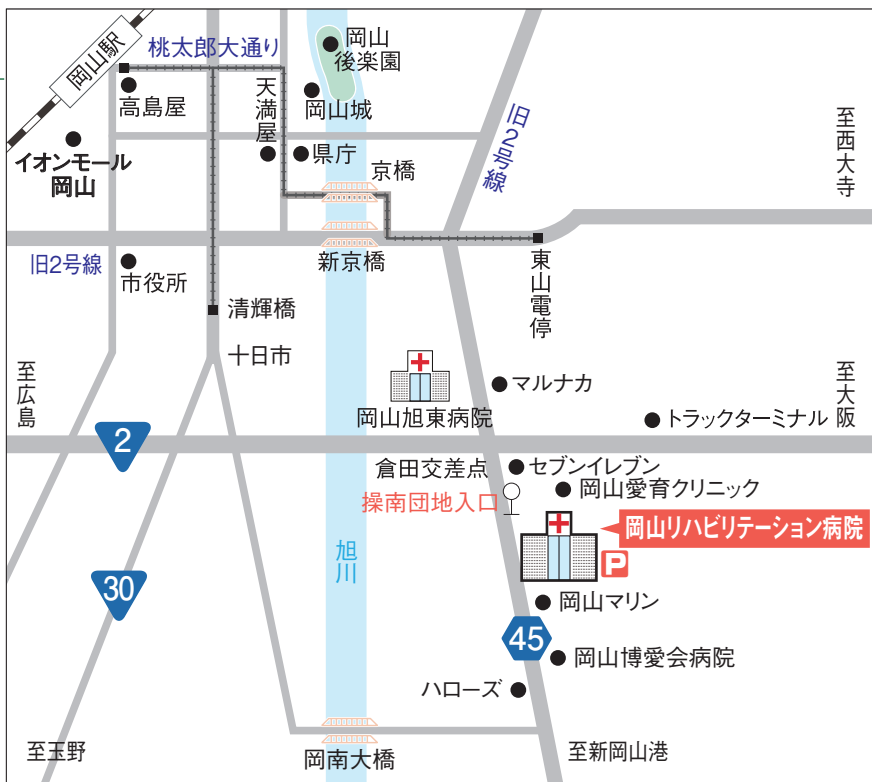 岡山駅
桃太郎大通り
岡山
後楽園
高島屋
天満屋
岡山城
旧2号線
至西大寺
イオンモール
岡山
県庁
京橋
旧2号線
市役所
新京橋
東山電停
清輝橋
十日市
至広島
岡山旭東病院
マルナカ
至大阪
トラックターミナル
2
倉田交差点
セブンイレブン
操南団地入口
岡山愛育クリニック
岡山リハビリテーション病院
P
旭川
30
岡山マリン
45
岡山博愛会病院
ハローズ
至玉野
岡南大橋
至新岡山港